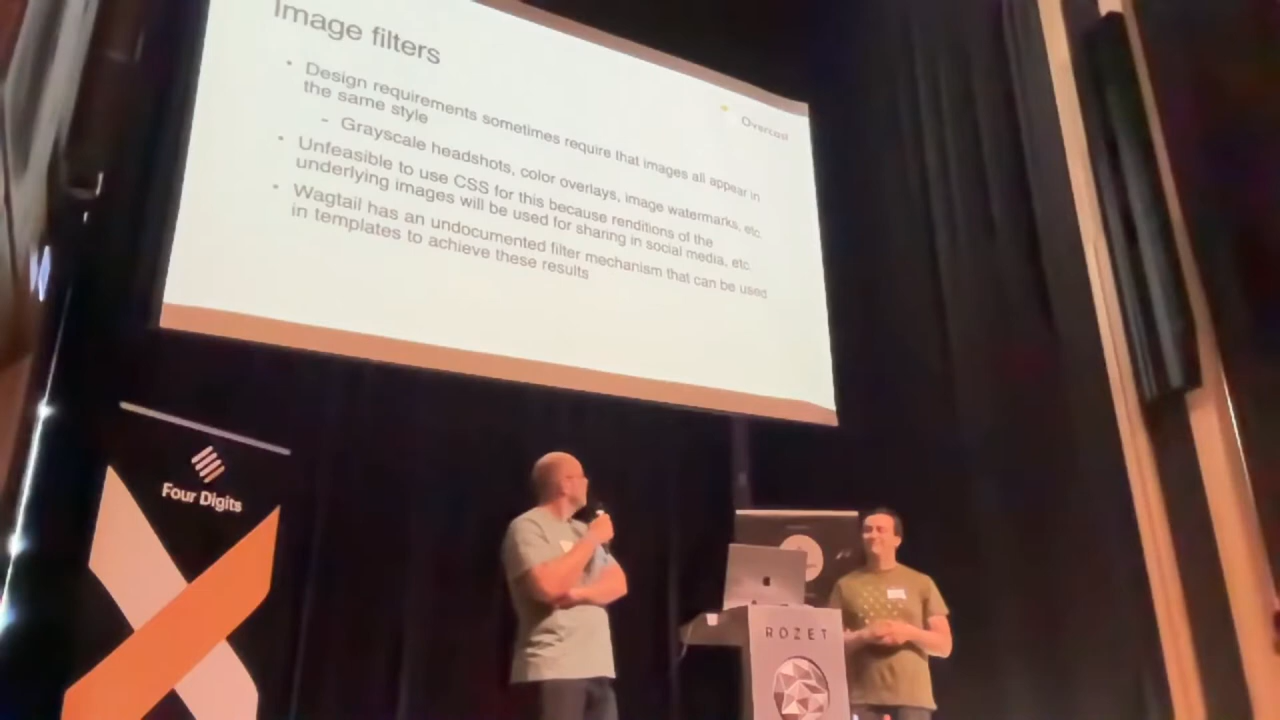 Image filters
Overcast
• Design requirements sometimes require that images all appear in
the same style
- Grayscale headshots, color overlays, image watermarks, etc.
• Unfeasible to use CSS for this because renditions of the
underlying images will be used for sharing in social media, etc.
• Wagtail has an undocumented filter mechanism that can be used
in templates to achieve these results
Four Digits
ROZET